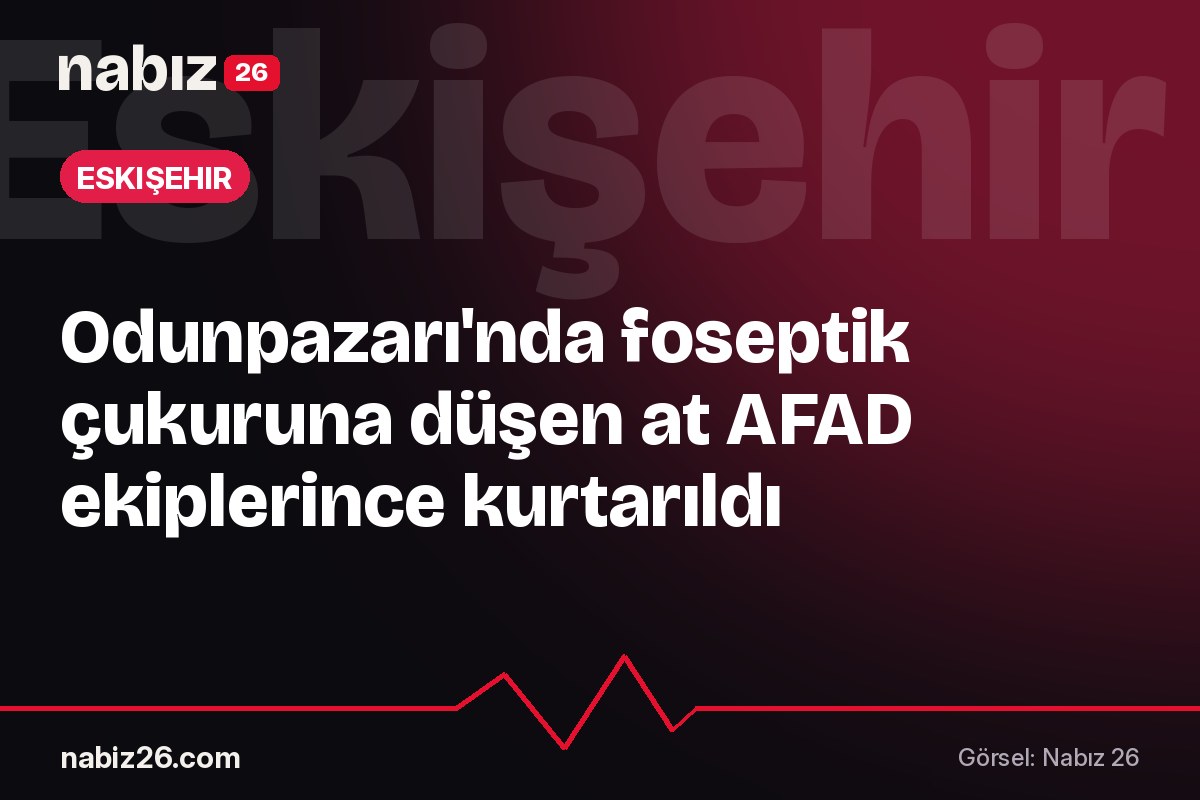 Eskişehir
nabız 26
ESKIŞEHIR
Odunpazarı'nda foseptik
çukuruna düşen at AFAD
ekiplerince kurtarıldı
nabiz26.com
Görsel: Nabız 26